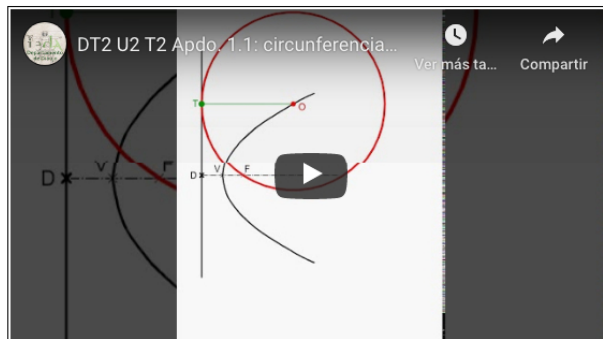 DT2 U2 T2 Apdo. 1.1: circunferencia...
Ver más ta...
Compartir
T
O
V
F
D
V
F
D